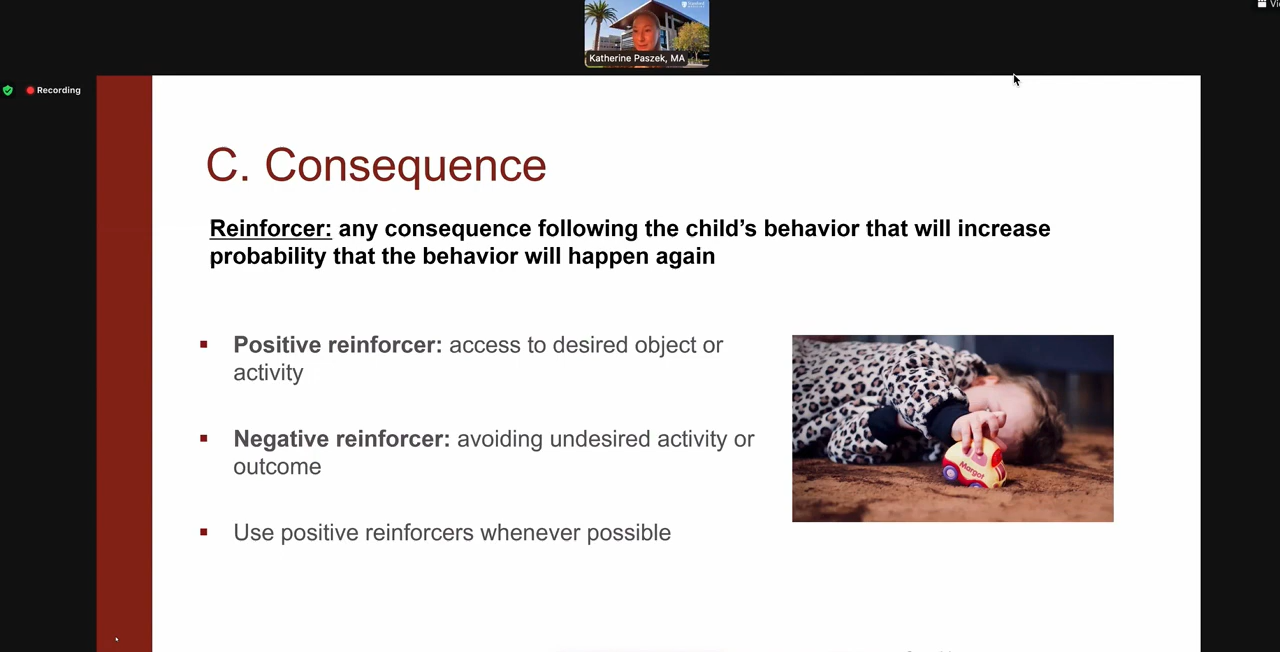 Stanford
Katherine Paszek, MA
Recording
C. Consequence
Reinforcer: any consequence following the child’s behavior that will increase
probability that the behavior will happen again
▪ Positive reinforcer: access to desired object or
activity
▪ Negative reinforcer: avoiding undesired activity or
outcome
▪ Use positive reinforcers whenever possible
Margot